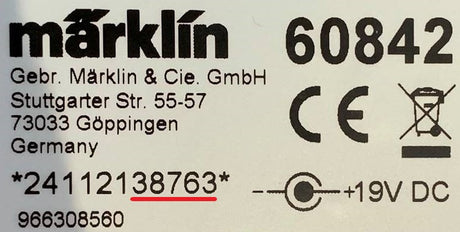 märklin
60842
Gebr. Märklin & Cie. GmbH
Stuttgarter Str. 55-57
73033 Göppingen
Germany
*24112138763*
+19V DC
966308560